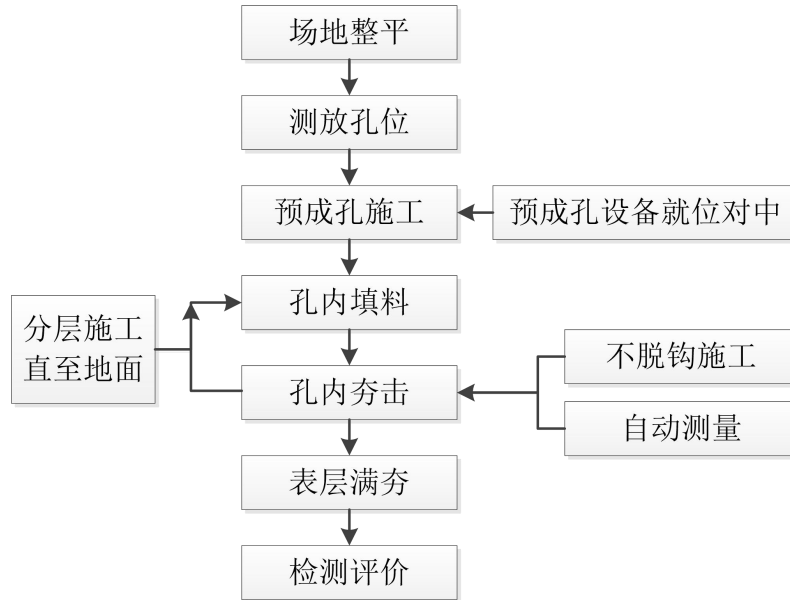 场地整平
测放孔位
预成孔施工
预成孔设备就位对中
孔内填料
分层施工
直至地面
不脱钩施工
孔内夯击
自动测量
表层满夯
检测评价